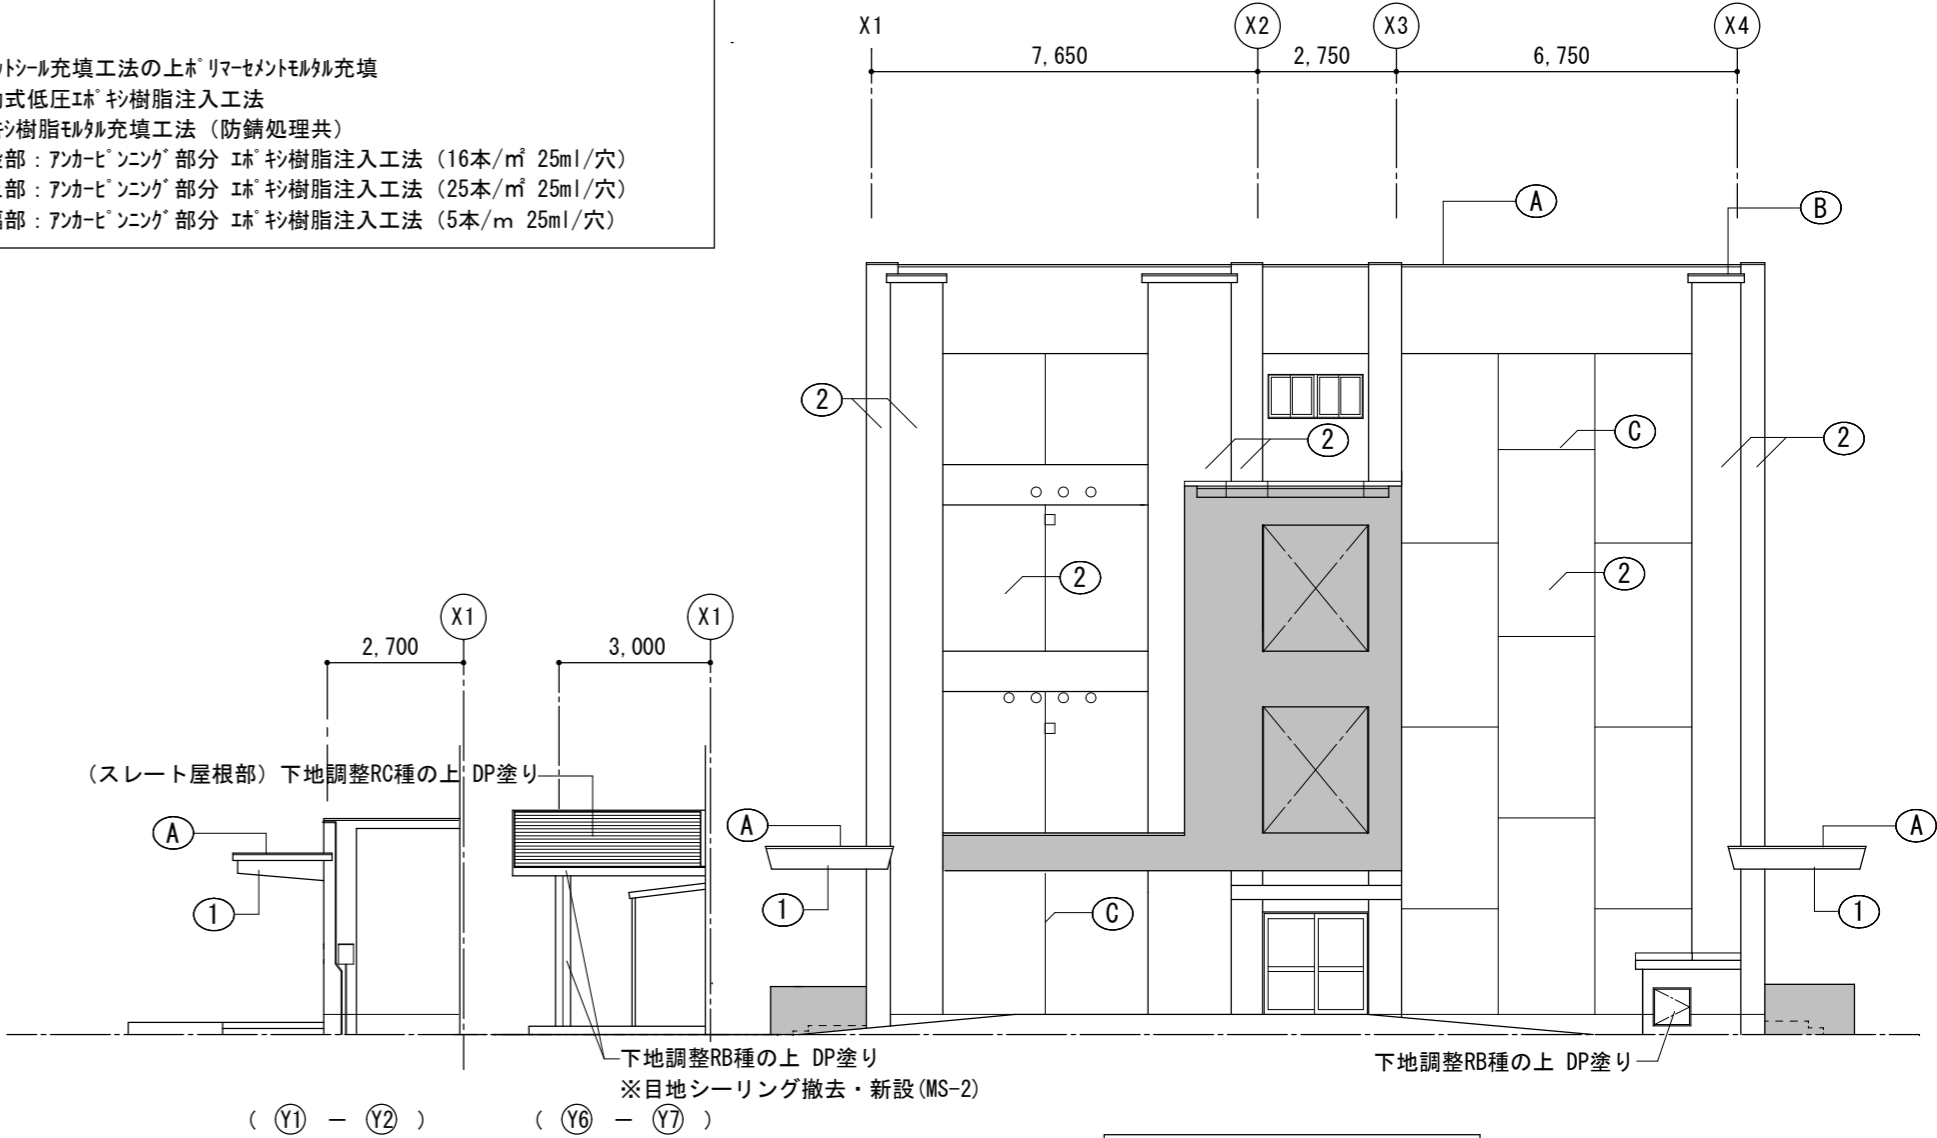 ｯﾄｼｰﾙ充填工法の上ﾎﾟﾘﾏｰｾﾒﾝﾄﾓﾙﾀﾙ充填
式低圧ｴﾎﾟｷｼ樹脂注入工法
ｷｼ樹脂ﾓﾙﾀﾙ充填工法（防錆処理共）
部：ｱﾝｶｰﾋﾟﾝﾆﾝｸﾞ部分 ｴﾎﾟｷｼ樹脂注入工法（16本/㎡ 25ml/穴）
部：ｱﾝｶｰﾋﾟﾝﾆﾝｸﾞ部分 ｴﾎﾟｷｼ樹脂注入工法（25本/㎡ 25ml/穴）
部：ｱﾝｶｰﾋﾟﾝﾆﾝｸﾞ部分 ｴﾎﾟｷｼ樹脂注入工法（5本/ｍ 25ml/穴）
X1 X2 X3 X4
7,650 2,750 6,750
A
B
2
2
C
2
2
2
X1 X1
2,700 3,000
（スレート屋根部）下地調整RC種の上 DP塗り
A
A
A
1
1
C
1
下地調整RB種の上 DP塗り
※目地シーリング撤去・新設(MS-2)
下地調整RB種の上 DP塗り
（ Y1 － Y2 ）
（ Y6 － Y7 ）